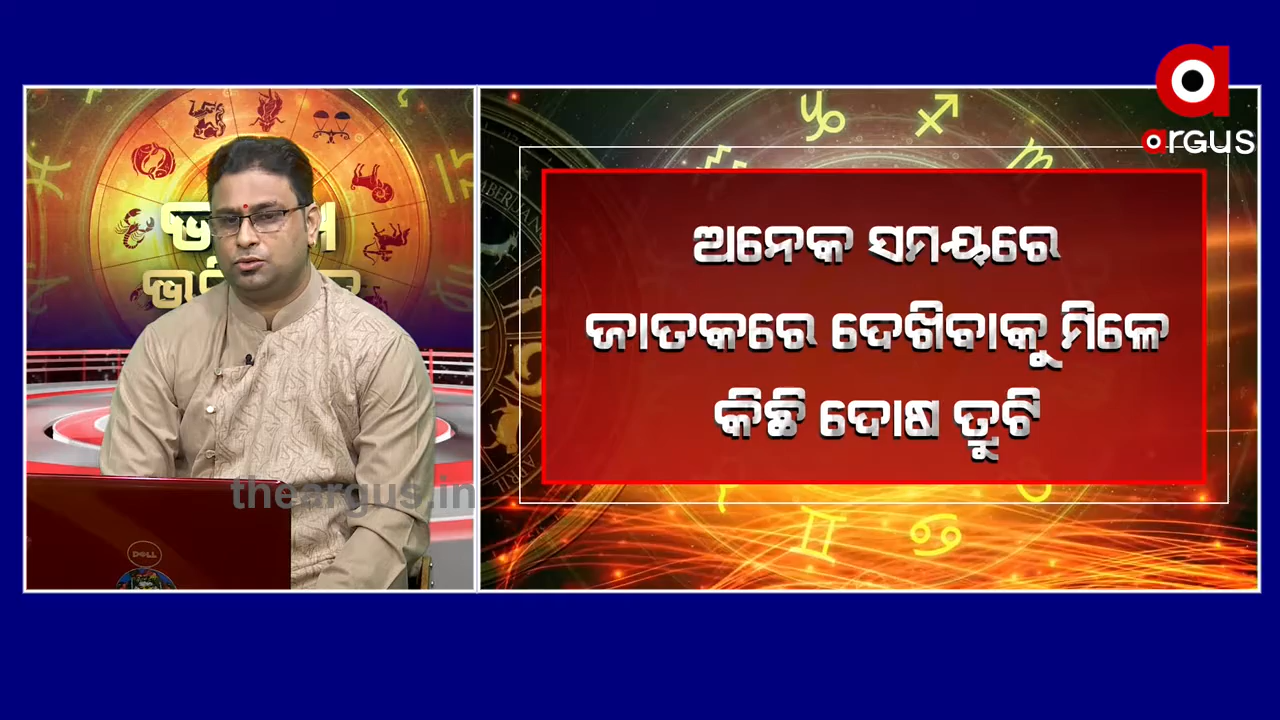 argus
ଅନେକ ସମୟରେ
ଜାତକରେ ଦେଖିବାକୁ ମିଳେ
କିଛି ଦୋଷ ତ୍ରୁଟି
theargus.in
DELL